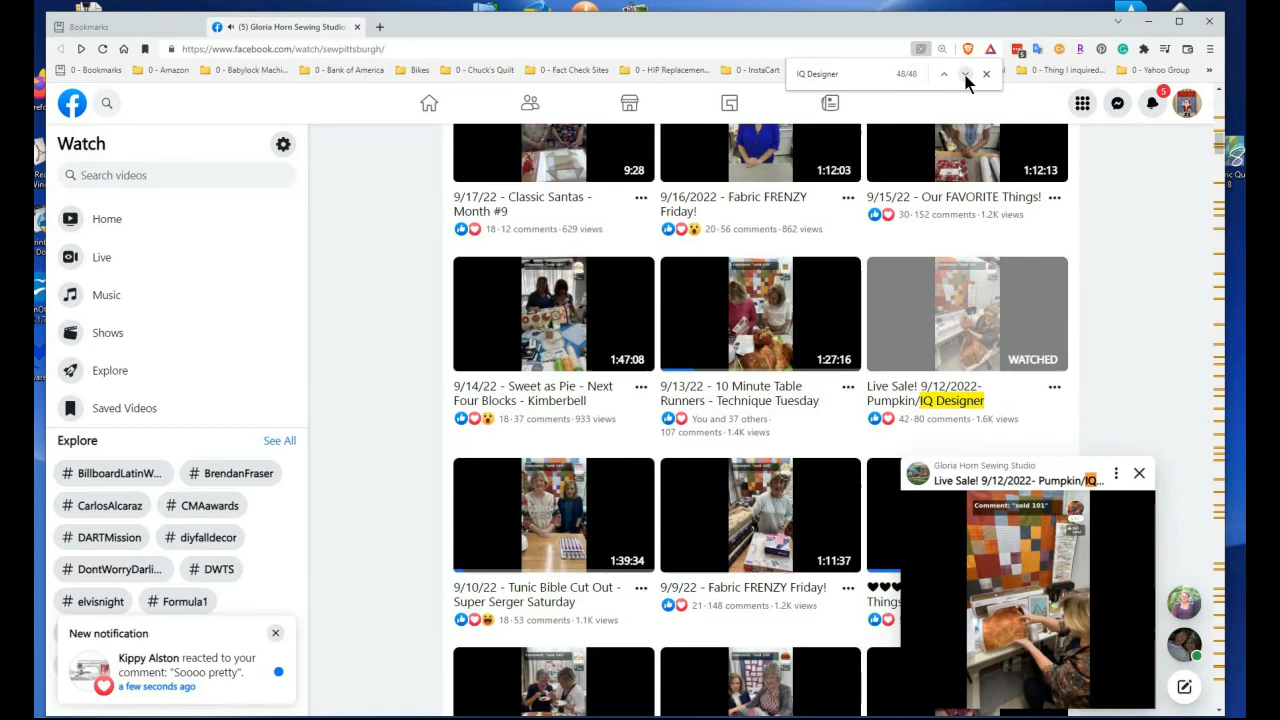 Bookmarks
(5) Gloria Horn Sewing Studio
https://www.facebook.com/watch/sewpittsburgh/
0 - Bookmarks
0 - Amazon
0 - Babylock Machi...
0 - Bank of America
Bikes
0 - Chuck's Quilt
0 - Fact Check Sites
0 - HIP Replacemen...
0 - InstaCart
0 - Thing I inquired...
0 - Yahoo Group
IQ Designer
48/48
5
Watch
Search videos
Home
Live
Music
Shows
Explore
Saved Videos
Explore
See All
# BillboardLatinW...
# BrendanFraser
# CarlosAlcaraz
# CMAawards
# DARTMission
# diyfalldecor
# DontWorryDarli...
# DWTS
# elvisnight
# Formula1
New notification
Kippy Alston reacted to your
comment: "Soooo pretty".
a few seconds ago
9:28
9/17/22 - Classic Santas -
Month #9
18 · 12 comments · 629 views
1:12:03
9/16/2022 - Fabric FRENZY
Friday!
20 · 56 comments · 862 views
1:12:13
9/15/22 - Our FAVORITE Things!
30 · 152 comments · 1.2K views
1:47:08
9/14/22 - Sweet as Pie - Next
Four Blocks - Kimberbell
18 · 37 comments · 933 views
1:27:16
9/13/22 - 10 Minute Table
Runners - Technique Tuesday
You and 37 others ·
107 comments · 1.4K views
WATCHED
Live Sale! 9/12/2022-
Pumpkin/IQ Designer
42 · 80 comments · 1.6K views
1:39:34
9/10/22 - Tunic Bible Cut Out -
Super Serger Saturday
18 · 53 comments · 1.1K views
1:11:37
9/9/22 - Fabric FRENZY Friday!
21 · 148 comments · 1.2K views
Things
Gloria Horn Sewing Studio
Live Sale! 9/12/2022- Pumpkin/IQ...
Comment: "sold 101"